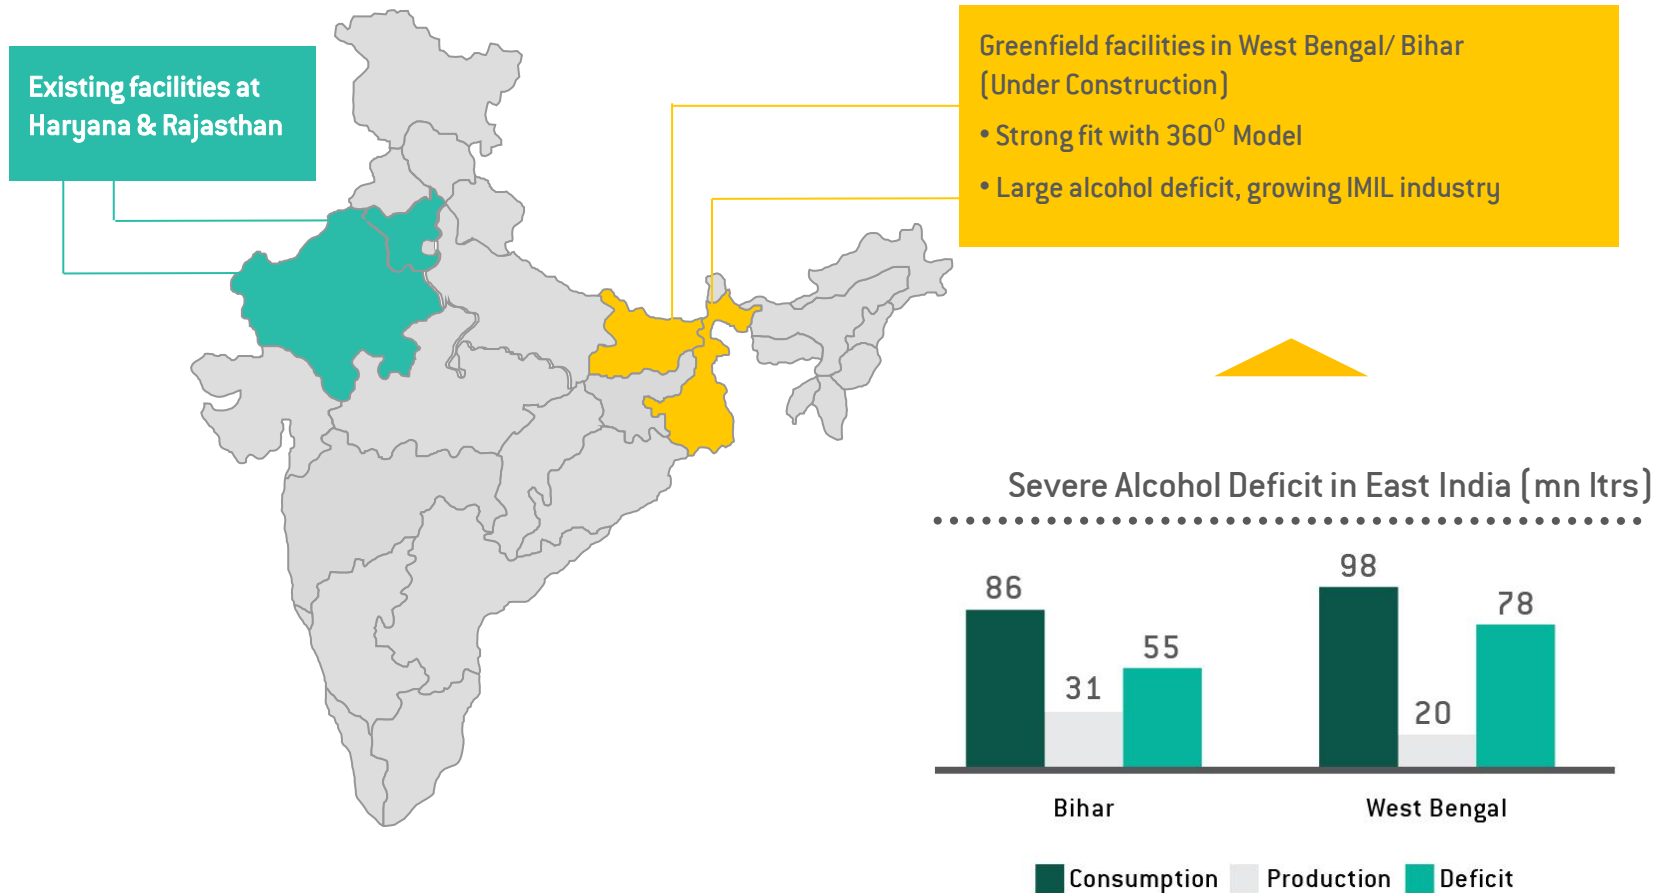 Existing facilities at
Haryana & Rajasthan
Greenfield facilities in West Bengal/ Bihar
(Under Construction)
• Strong fit with 360⁰ Model
• Large alcohol deficit, growing IMIL industry
Severe Alcohol Deficit in East India (mn ltrs)
86
31
55
98
20
78
Bihar
West Bengal
Consumption
Production
Deficit